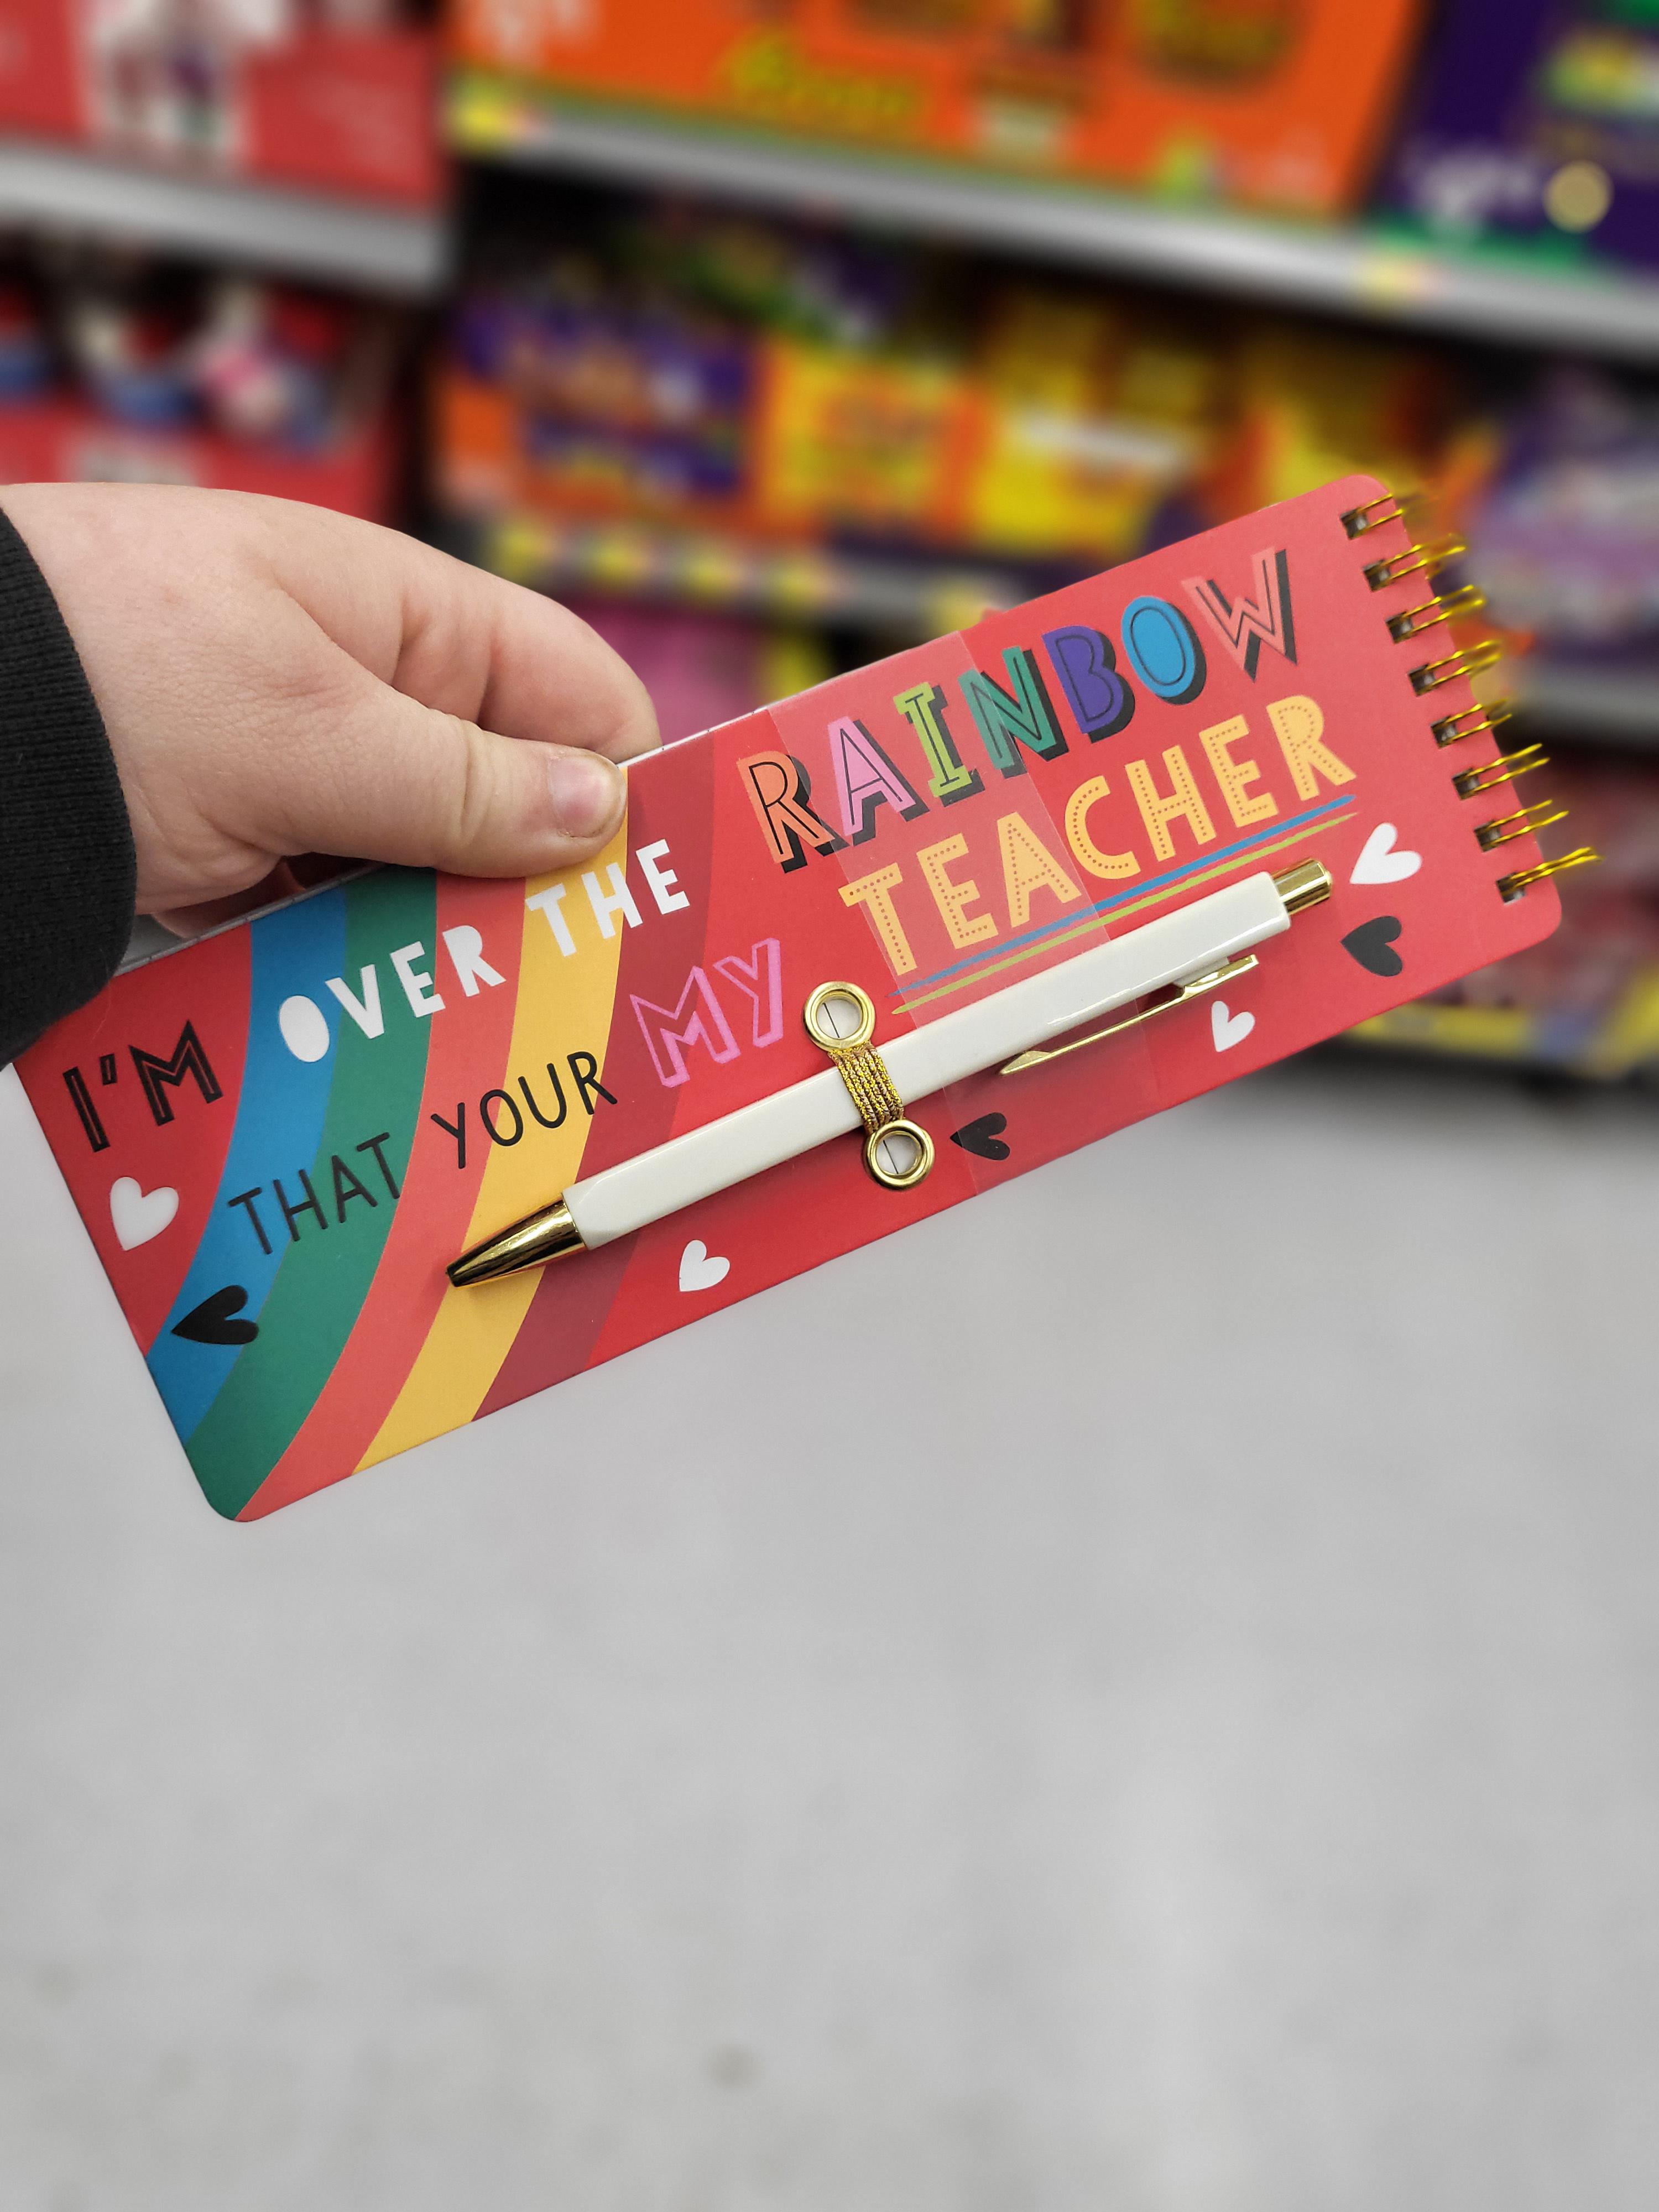 I'M OVER THE RAINBOW
THAT YOUR MY TEACHER